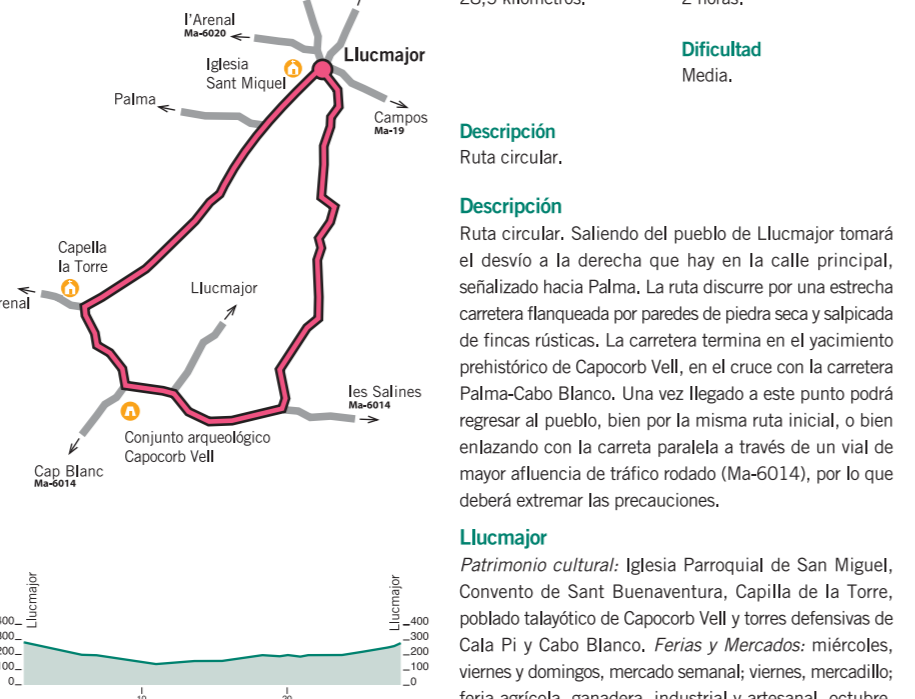 l'Arenal
Ma-6020
Llucmajor
Iglesia
Sant Miquel
Palma
Campos
Ma-19
Capella
la Torre
Llucmajor
les Salines
Ma-6014
Conjunto arqueológico
Capocorb Vell
Cap Blanc
Ma-6014
Llucmajor
Llucmajor
400
300
200
100
0
400
300
200
100
0
2 horas.
Dificultad
Media.
Descripción
Ruta circular.
Descripción
Ruta circular. Saliendo del pueblo de Llucmajor tomará
el desvío a la derecha que hay en la calle principal,
señalizado hacia Palma. La ruta discurre por una estrecha
carretera flanqueada por paredes de piedra seca y salpicada
de fincas rústicas. La carretera termina en el yacimiento
prehistórico de Capocorb Vell, en el cruce con la carretera
Palma-Cabo Blanco. Una vez llegado a este punto podrá
regresar al pueblo, bien por la misma ruta inicial, o bien
enlazando con la carreta paralela a través de un vial de
mayor afluencia de tráfico rodado (Ma-6014), por lo que
deberá extremar las precauciones.
Llucmajor
Patrimonio cultural: Iglesia Parroquial de San Miguel,
Convento de Sant Buenaventura, Capilla de la Torre,
poblado talayótico de Capocorb Vell y torres defensivas de
Cala Pi y Cabo Blanco. Ferias y Mercados: miércoles,
viernes y domingos, mercado semanal; viernes, mercadillo;
feria agrícola, ganadera, industrial y artesanal, octubre